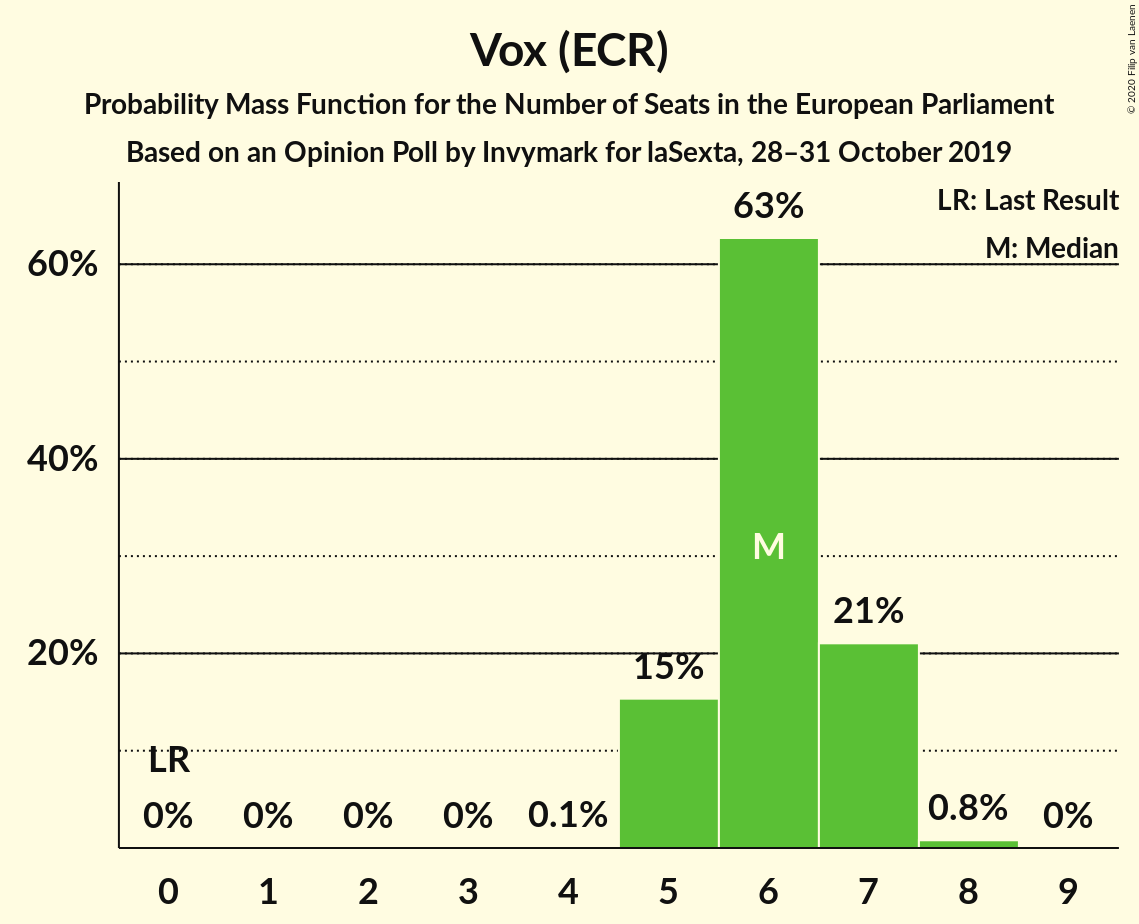 Vox (ECR)
Probability Mass Function for the Number of Seats in the European Parliament
Based on an Opinion Poll by Invymark for laSexta, 28–31 October 2019
© 2020 Filip van Laenen
LR: Last Result
M: Median
63%
60%
40%
M
21%
20%
15%
LR
0%
0%
0%
0%
0.1%
0.8%
0%
0 1 2 3 4 5 6 7 8 9